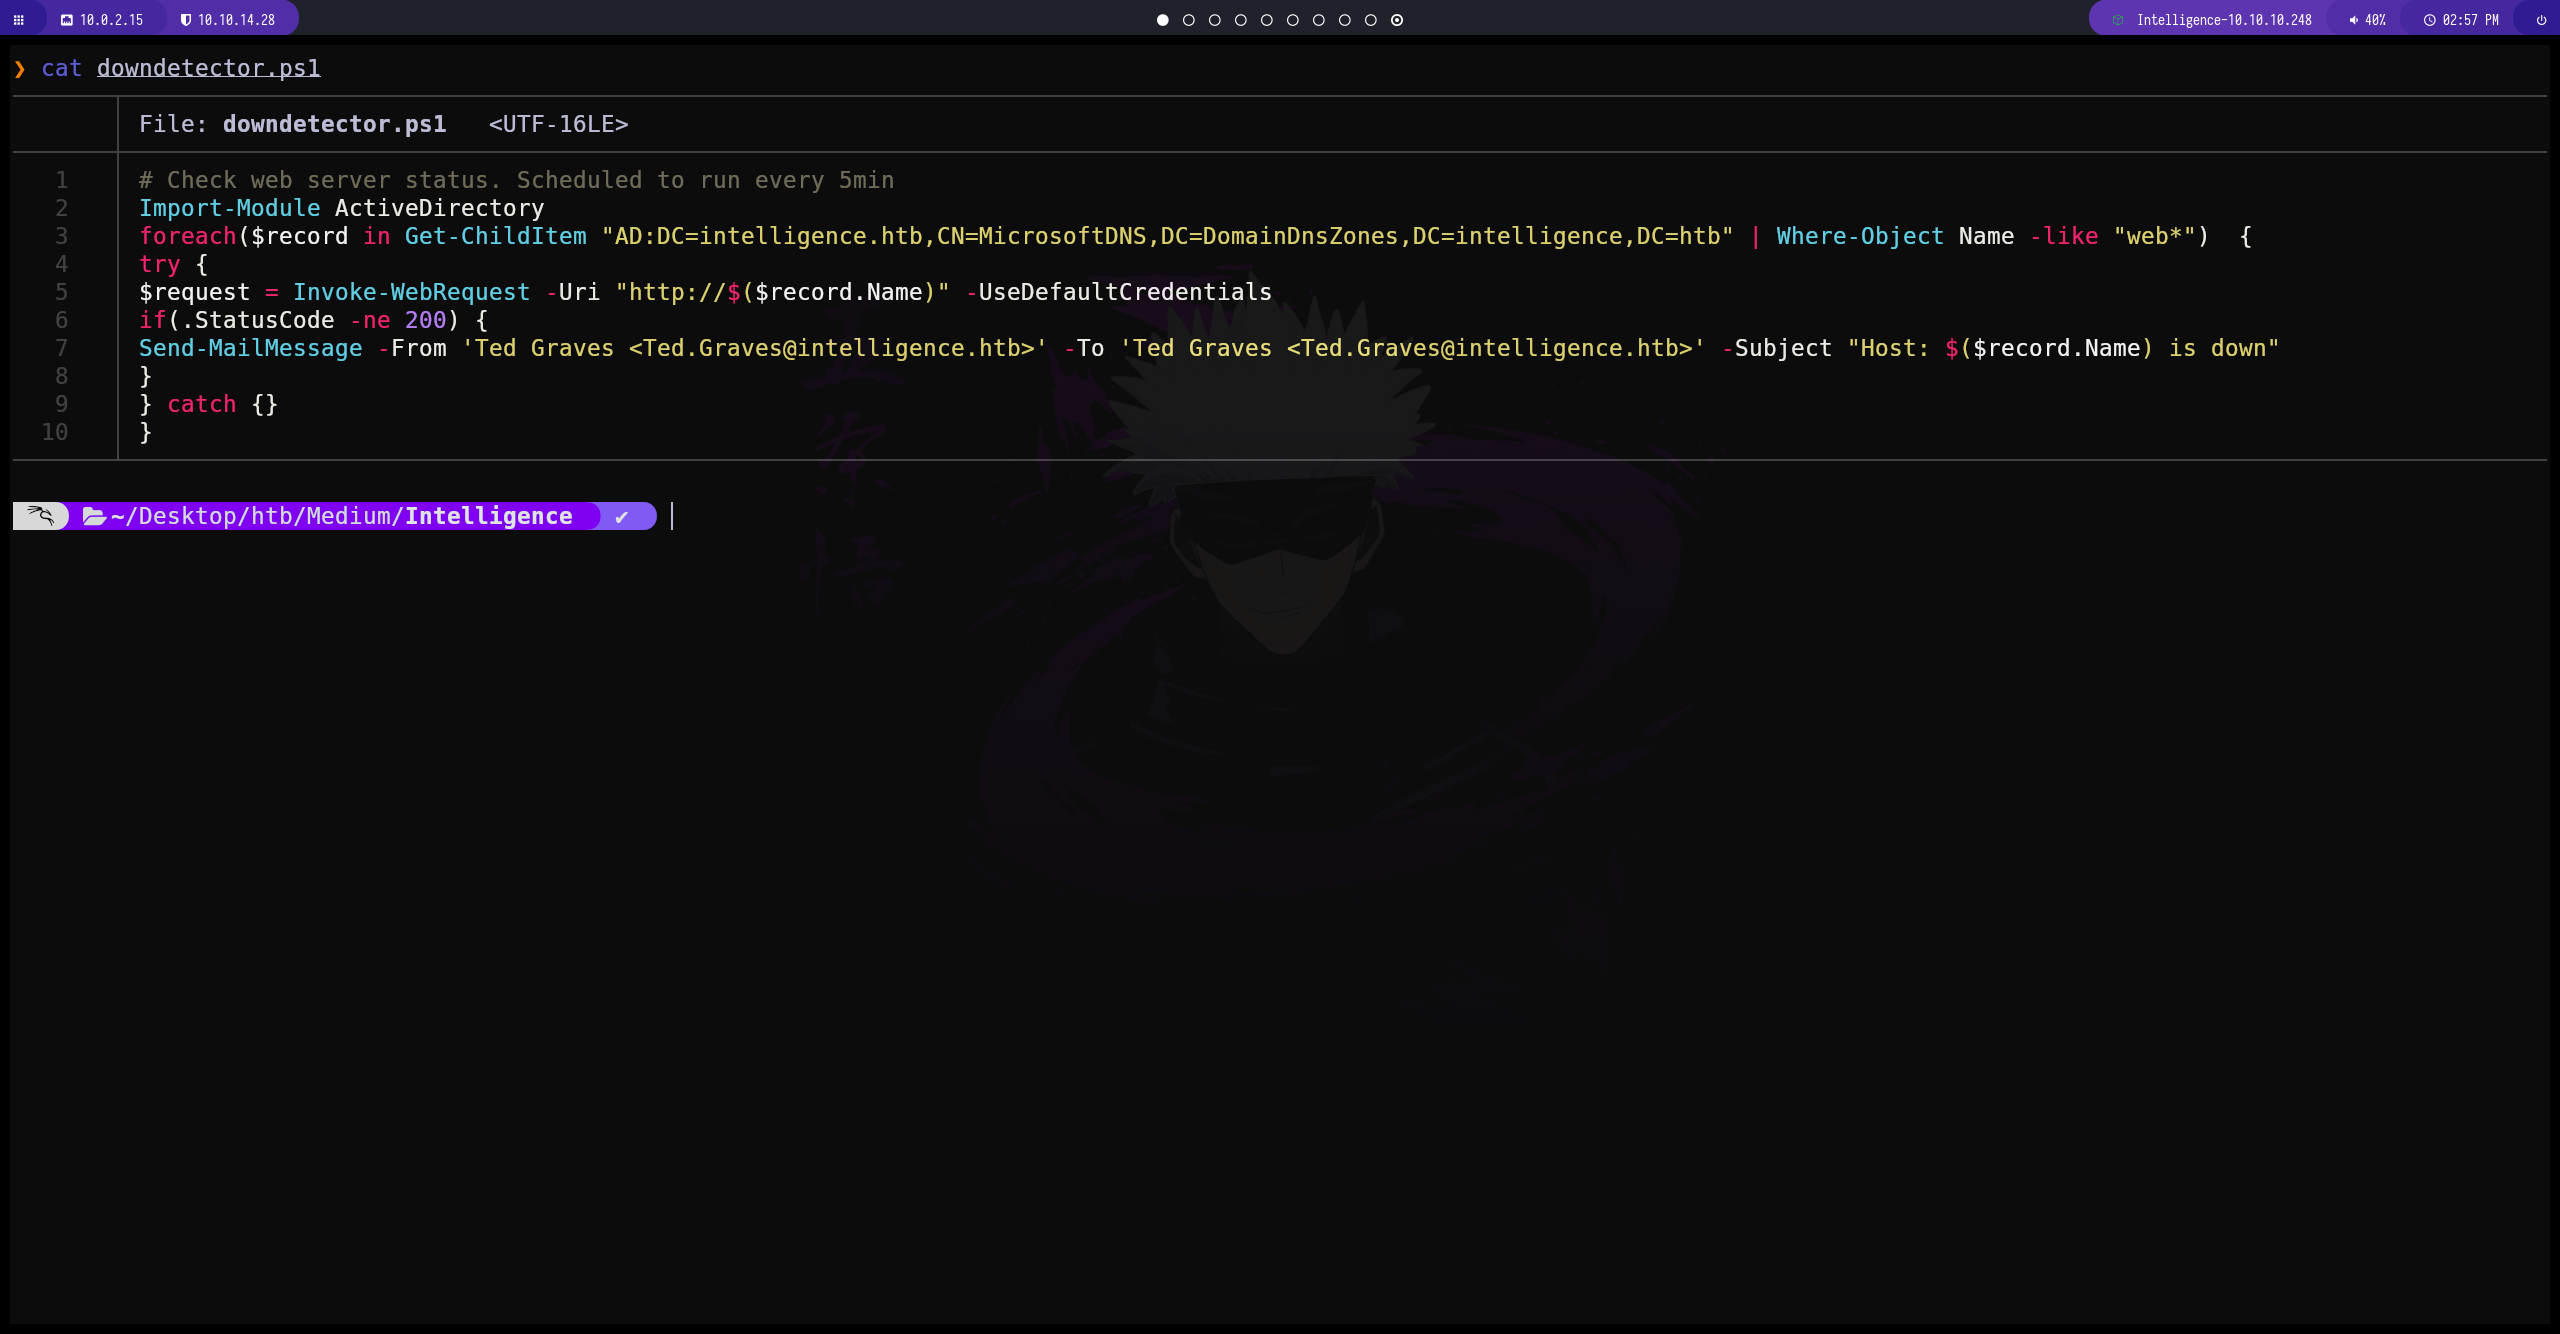 10.0.2.15 10.10.14.28 Intelligence-10.10.10.248 40% 02:57 PM
❯ cat downdetector.ps1
File: downdetector.ps1   <UTF-16LE>
1 # Check web server status. Scheduled to run every 5min
2 Import-Module ActiveDirectory
3 foreach($record in Get-ChildItem "AD:DC=intelligence.htb,CN=MicrosoftDNS,DC=DomainDnsZones,DC=intelligence,DC=htb" | Where-Object Name -like "web*")  {
4 try {
5 $request = Invoke-WebRequest -Uri "http://$($record.Name)" -UseDefaultCredentials
6 if(.StatusCode -ne 200) {
7 Send-MailMessage -From 'Ted Graves <Ted.Graves@intelligence.htb>' -To 'Ted Graves <Ted.Graves@intelligence.htb>' -Subject "Host: $($record.Name) is down"
8 }
9 } catch {}
10 }
~/Desktop/htb/Medium/Intelligence ✔